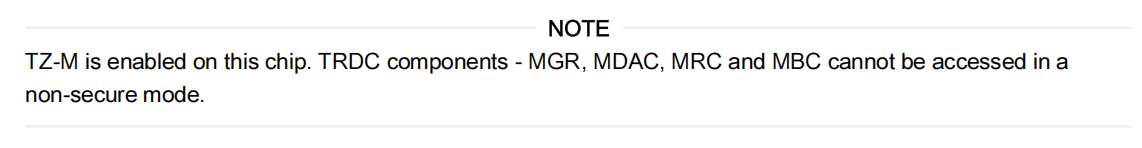 NOTE
TZ-M is enabled on this chip. TRDC components - MGR, MDAC, MRC and MBC cannot be accessed in a
non-secure mode.